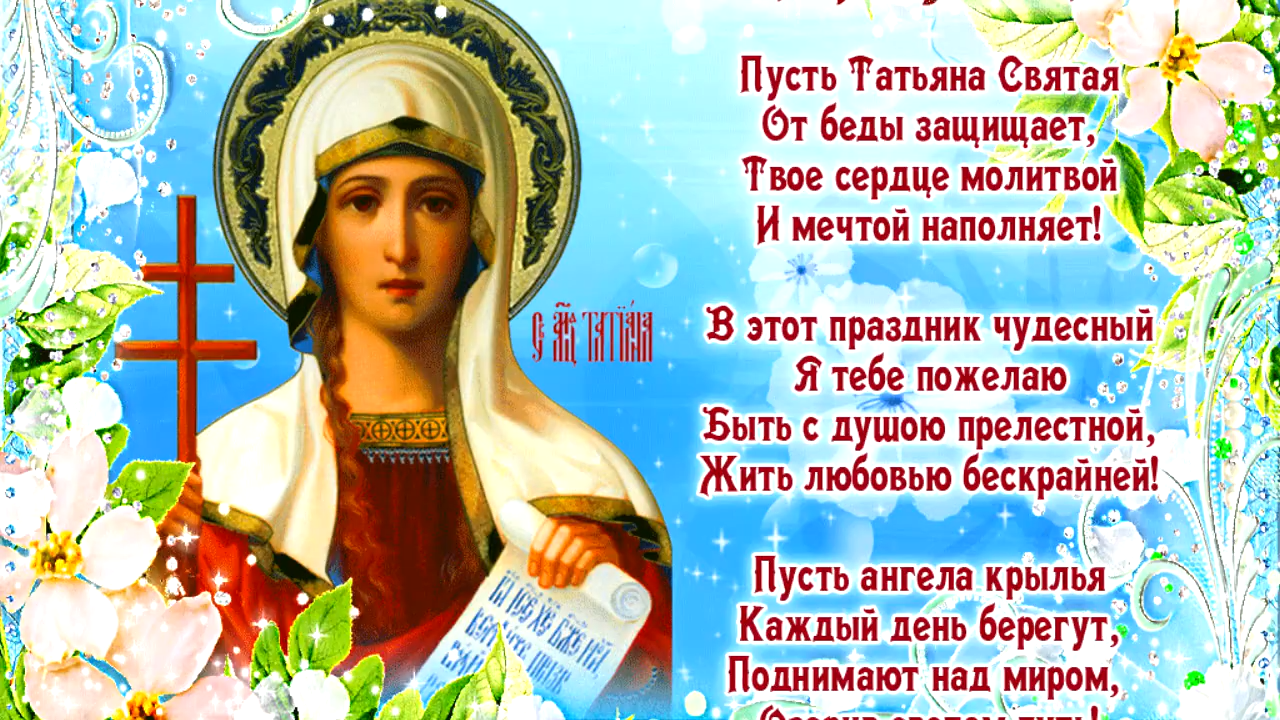 Пусть Татьяна Святая
От беды защищает,
Твое сердце молитвой
И мечтой наполняет!
С М ТАТІАНА
В этот праздник чудесный
Я тебе пожелаю
Быть с душою прелестной,
Жить любовью бескрайней!
Пусть ангела крылья
Каждый день берегут,
Поднимают над миром,